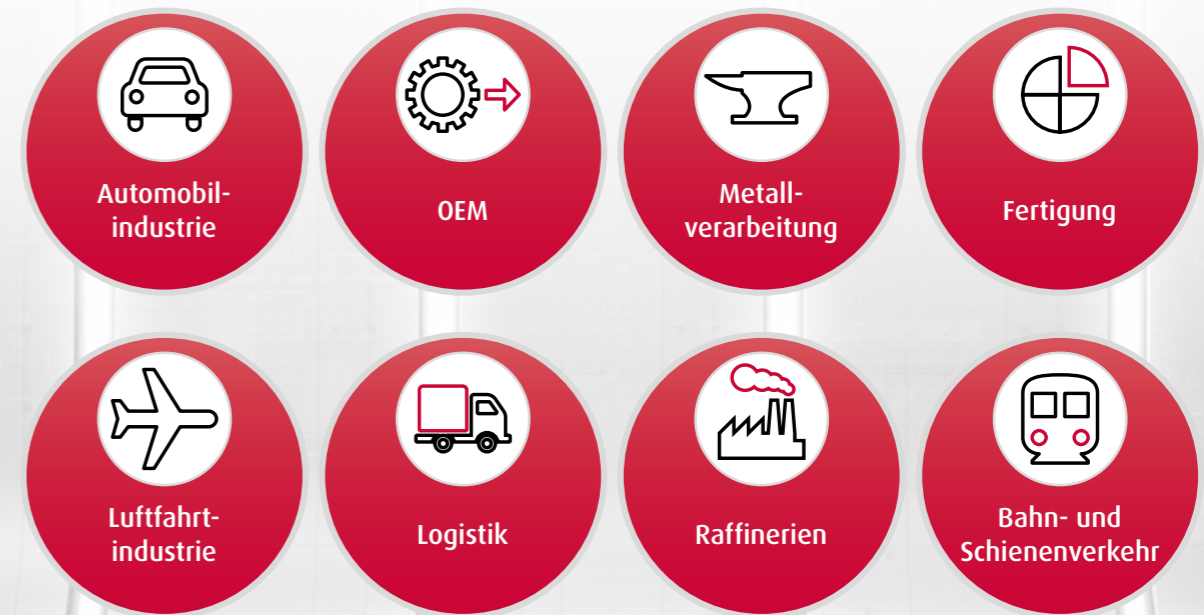 Automobil-
industrie
OEM
Metall-
verarbeitung
Fertigung
Luftfahrt-
industrie
Logistik
Raffinerien
Bahn- und
Schienenverkehr